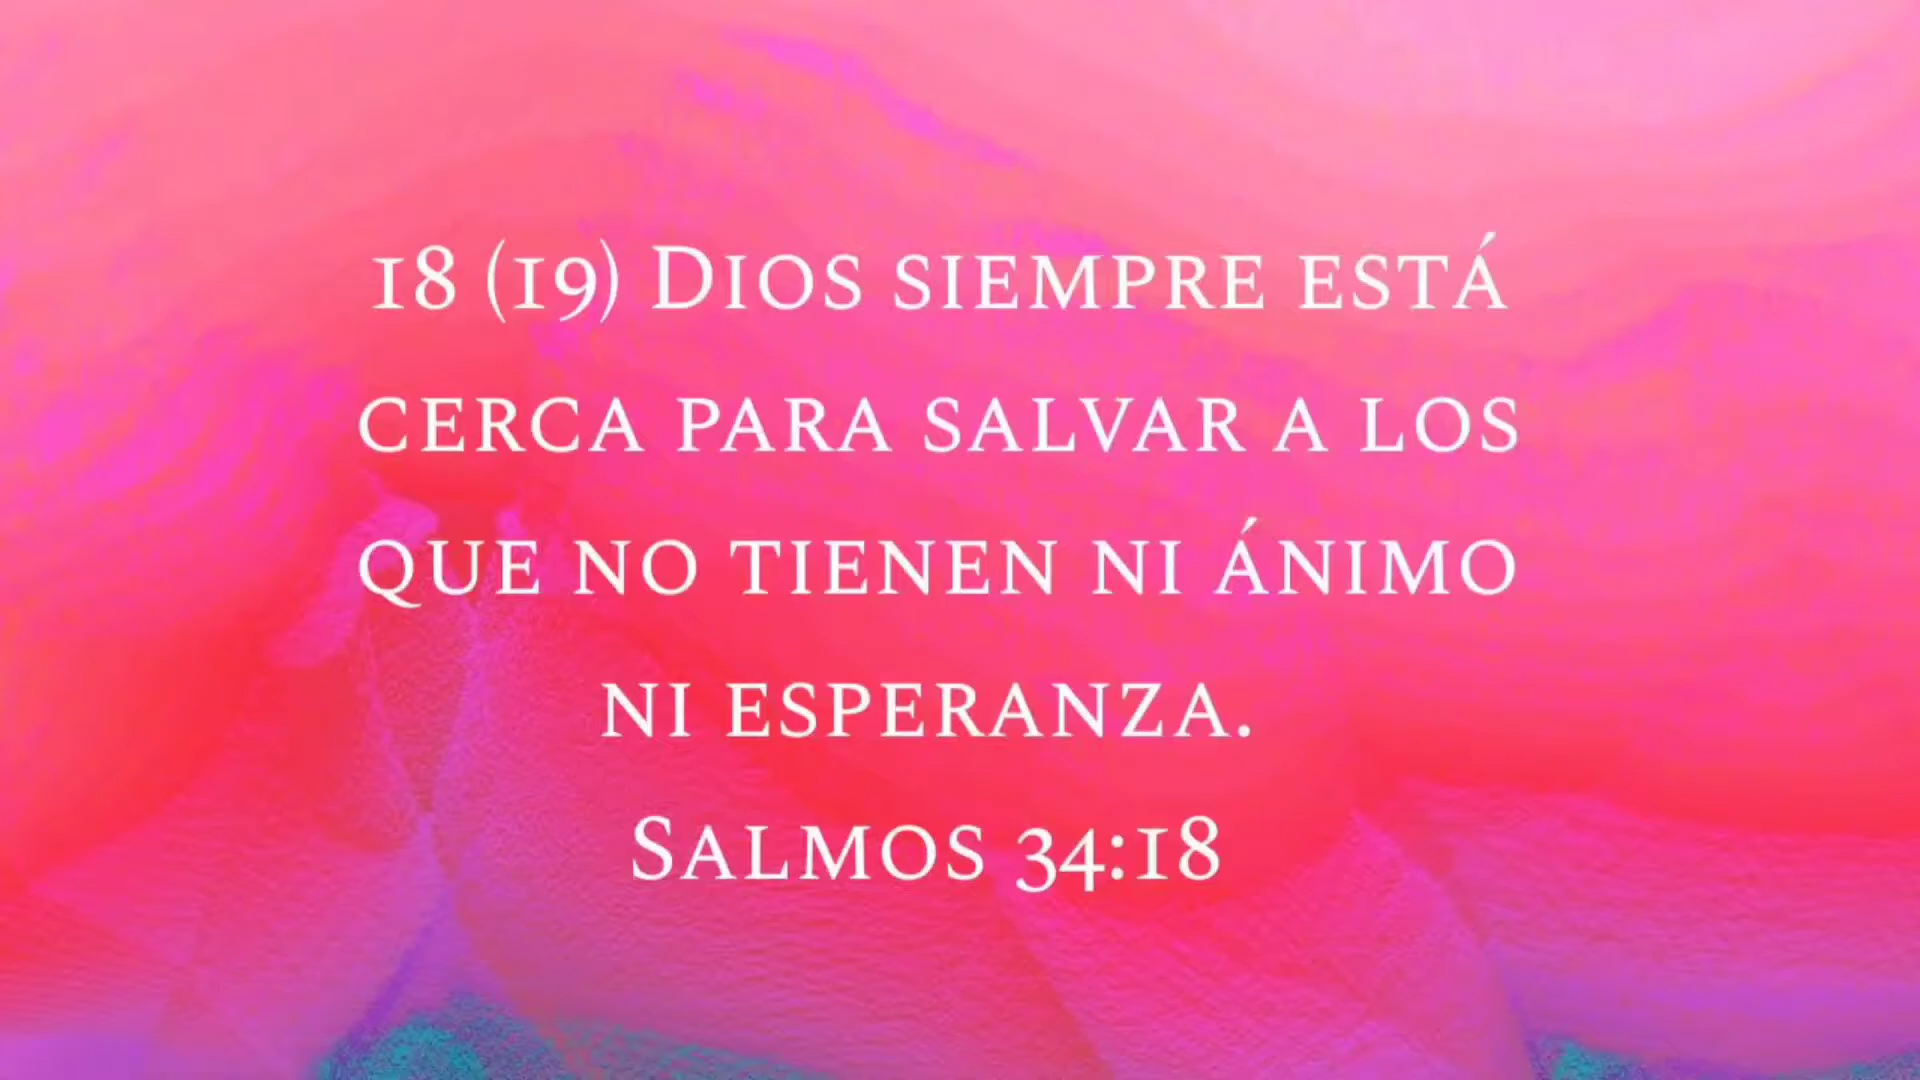 18 (19) Dios siempre está
cerca para salvar a los
que no tienen ni ánimo
ni esperanza.
Salmos 34:18